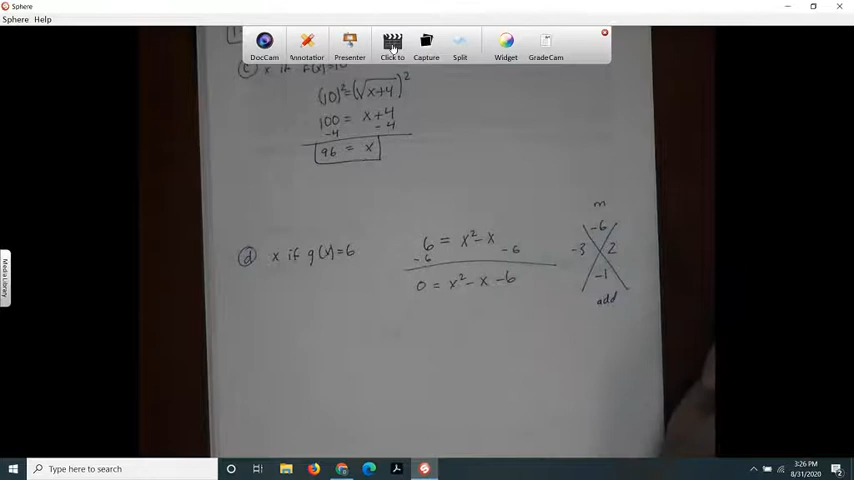 Sphere
Sphere Help
DocCam Annotation Presenter Click to Capture Split Widget GradeCam
(10)² = (√x+4)²
100 = x+4
-4 -4
96 = x
Media Library
m
-6
-3 2
-1
add
ⓓ x if g(x)=6
6 = x² - x
-6 -6
0 = x² - x - 6
Type here to search
3:26 PM
8/31/2020
2